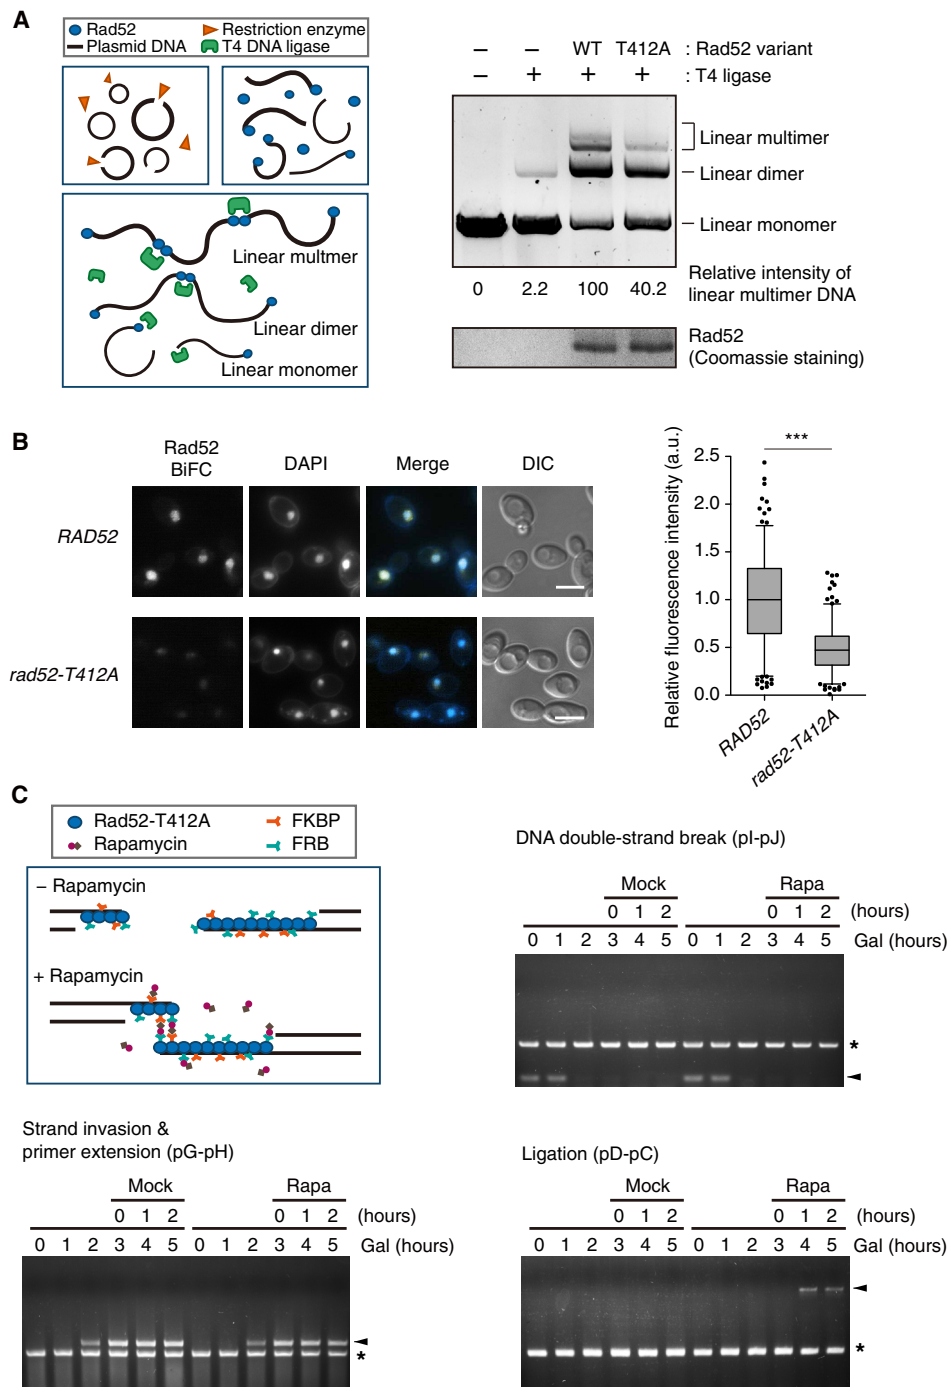 A
Rad52
Restriction enzyme
Plasmid DNA
T4 DNA ligase
Linear multmer
Linear dimer
Linear monomer
– – WT T412A : Rad52 variant
– + + + : T4 ligase
Linear multimer
Linear dimer
Linear monomer
0 2.2 100 40.2
Relative intensity of
linear multimer DNA
Rad52
(Coomassie staining)
B
Rad52
BiFC
DAPI
Merge
DIC
RAD52
rad52-T412A
Relative fluorescence intensity (a.u.)
***
2.5
2.0
1.5
1.0
0.5
0.0
RAD52
rad52-T412A
C
Rad52-T412A
FKBP
Rapamycin
FRB
– Rapamycin
+ Rapamycin
DNA double-strand break (pI-pJ)
Mock Rapa
0 1 2 0 1 2 (hours)
0 1 2 3 4 5 0 1 2 3 4 5 Gal (hours)
*
Strand invasion &
primer extension (pG-pH)
Mock Rapa
0 1 2 0 1 2 (hours)
0 1 2 3 4 5 0 1 2 3 4 5 Gal (hours)
*
Ligation (pD-pC)
Mock Rapa
0 1 2 0 1 2 (hours)
0 1 2 3 4 5 0 1 2 3 4 5 Gal (hours)
*